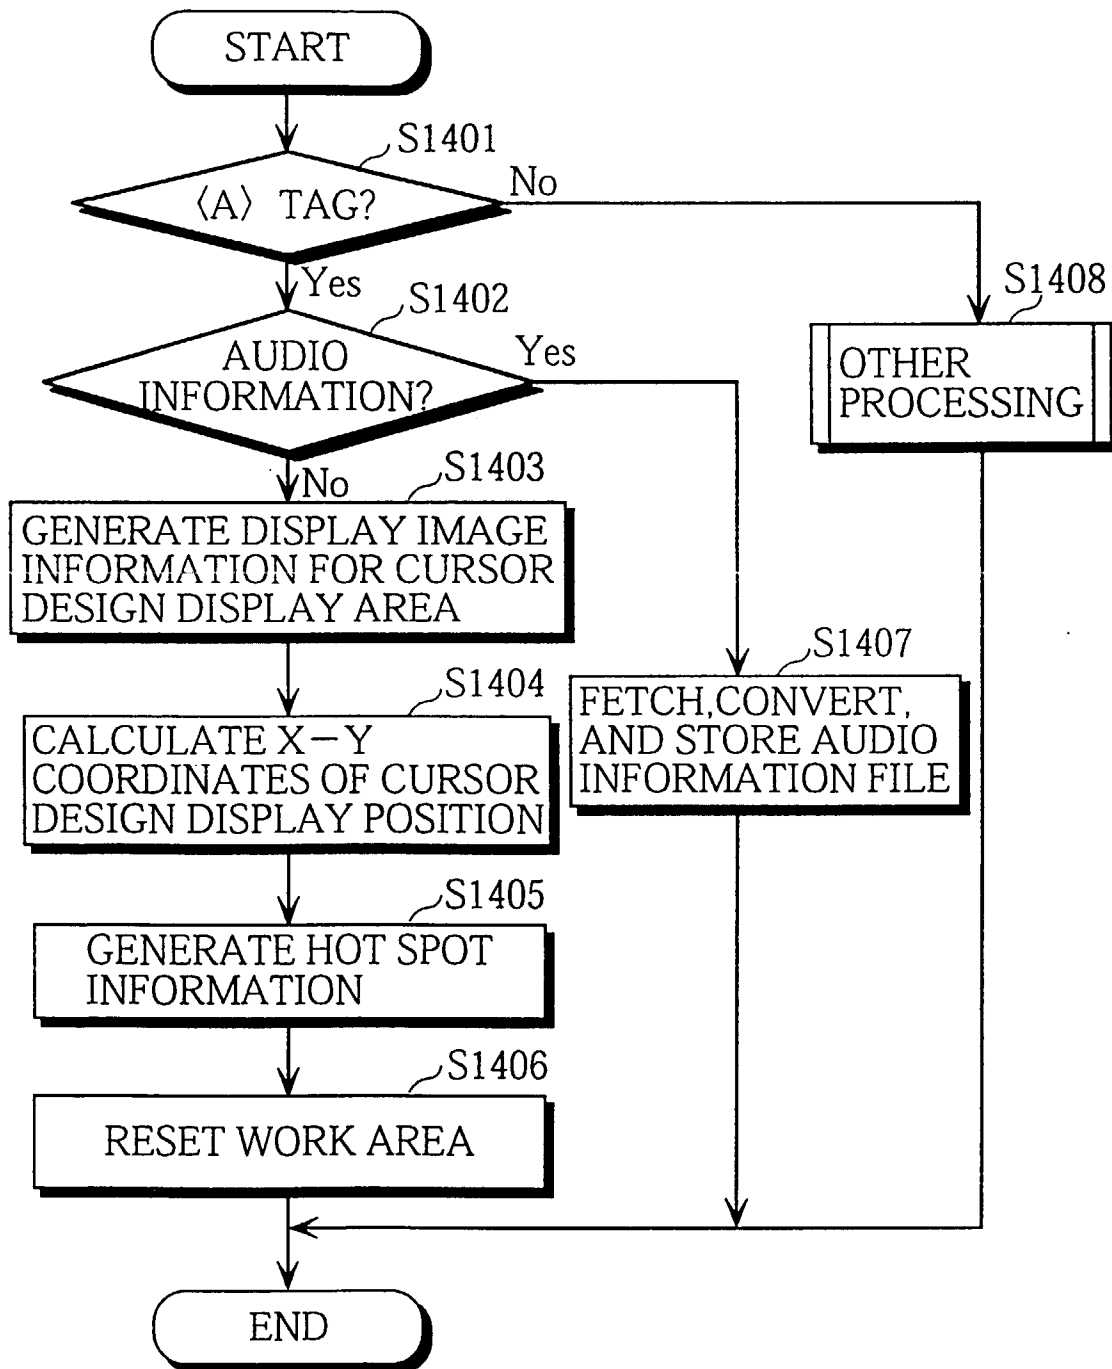 START
S1401
〈A〉 TAG?
No
Yes
S1402
AUDIO
INFORMATION?
Yes
S1408
OTHER
PROCESSING
No
S1403
GENERATE DISPLAY IMAGE
INFORMATION FOR CURSOR
DESIGN DISPLAY AREA
S1404
CALCULATE X-Y
COORDINATES OF CURSOR
DESIGN DISPLAY POSITION
S1407
FETCH,CONVERT,
AND STORE AUDIO
INFORMATION FILE
S1405
GENERATE HOT SPOT
INFORMATION
S1406
RESET WORK AREA
END